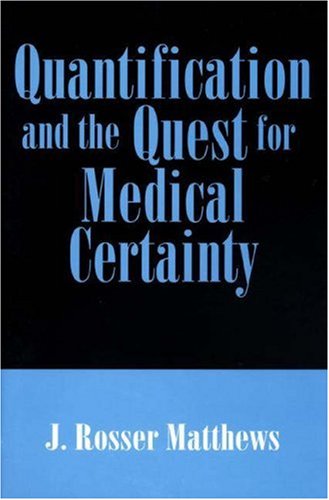 Quantification
and the Quest for
Medical
Certainty
J. Rosser Matthews